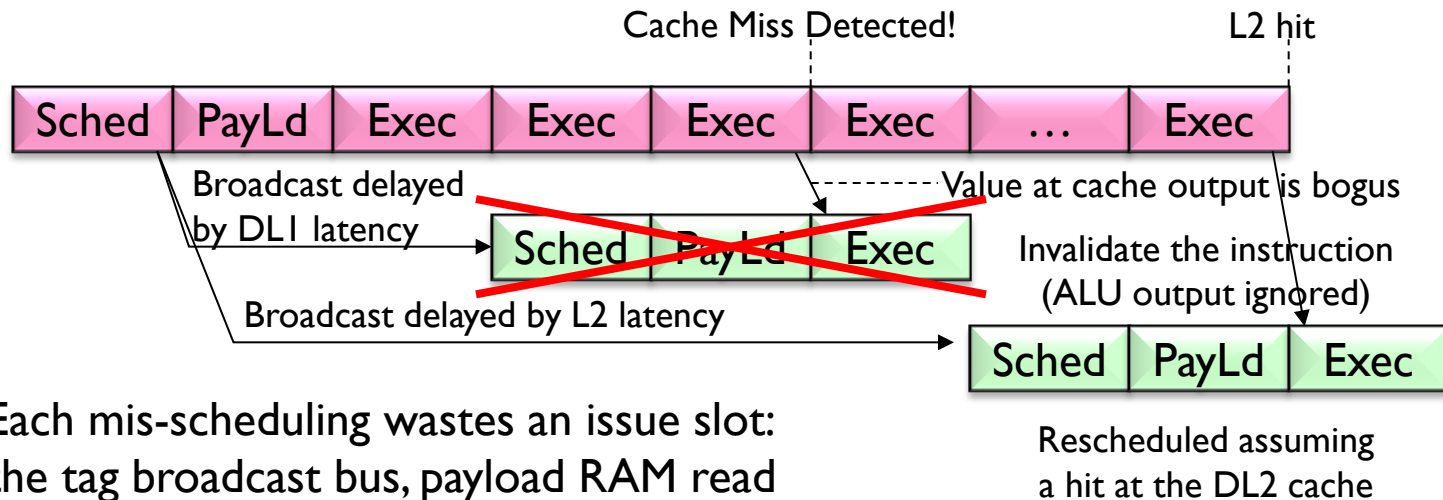 Cache Miss Detected!
L2 hit
Sched PayLd Exec Exec Exec Exec … Exec
Broadcast delayed
by DL1 latency
Value at cache output is bogus
Sched PayLd Exec
Invalidate the instruction
(ALU output ignored)
Broadcast delayed by L2 latency
Sched PayLd Exec
Each mis-scheduling wastes an issue slot:
the tag broadcast bus, payload RAM read
Rescheduled assuming
a hit at the DL2 cache